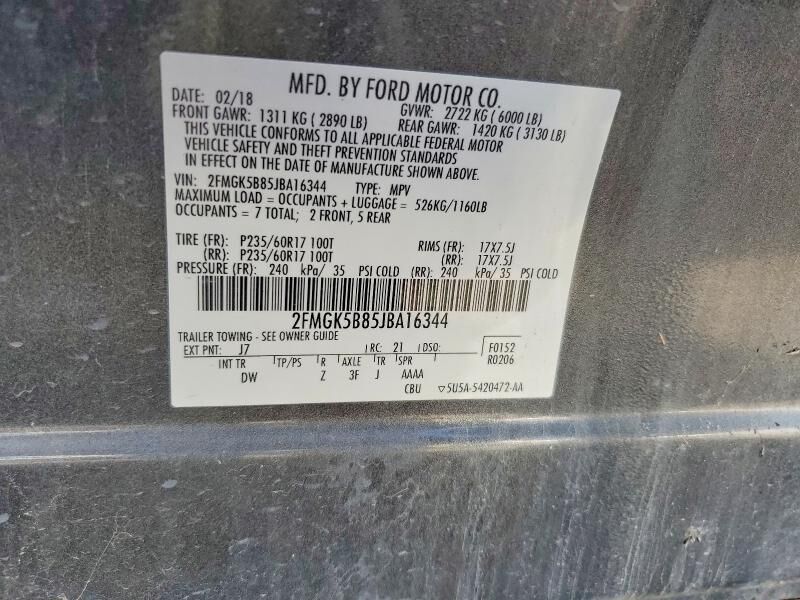 MFD. BY FORD MOTOR CO.
DATE: 02/18 GVWR: 2722 KG ( 6000 LB)
FRONT GAWR: 1311 KG ( 2890 LB) REAR GAWR: 1420 KG ( 3130 LB)
THIS VEHICLE CONFORMS TO ALL APPLICABLE FEDERAL MOTOR
VEHICLE SAFETY AND THEFT PREVENTION STANDARDS
IN EFFECT ON THE DATE OF MANUFACTURE SHOWN ABOVE.
VIN: 2FMGK5B85JBA16344 TYPE: MPV
MAXIMUM LOAD = OCCUPANTS + LUGGAGE = 526KG/1160LB
OCCUPANTS = 7 TOTAL; 2 FRONT, 5 REAR
TIRE (FR): P235/60R17 100T RIMS (FR): 17X7.5J
(RR): P235/60R17 100T (RR): 17X7.5J
PRESSURE (FR): 240 kPa/ 35 PSI COLD (RR): 240 kPa/ 35 PSI COLD
2FMGK5B85JBA16344
TRAILER TOWING - SEE OWNER GUIDE
EXT PNT: J7 RC: 21 DSO: F0152
INT TR TP/PS R AXLE TR SPR R0206
DW Z 3F J AAAA
CBU ▽5U5A-5420472-AA